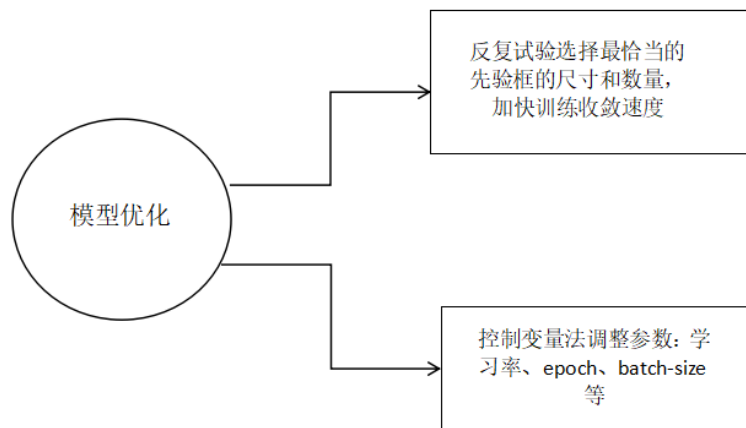 反复试验选择最恰当的
先验框的尺寸和数量，
加快训练收敛速度
模型优化
控制变量法调整参数：学
习率、epoch、batch-size
等